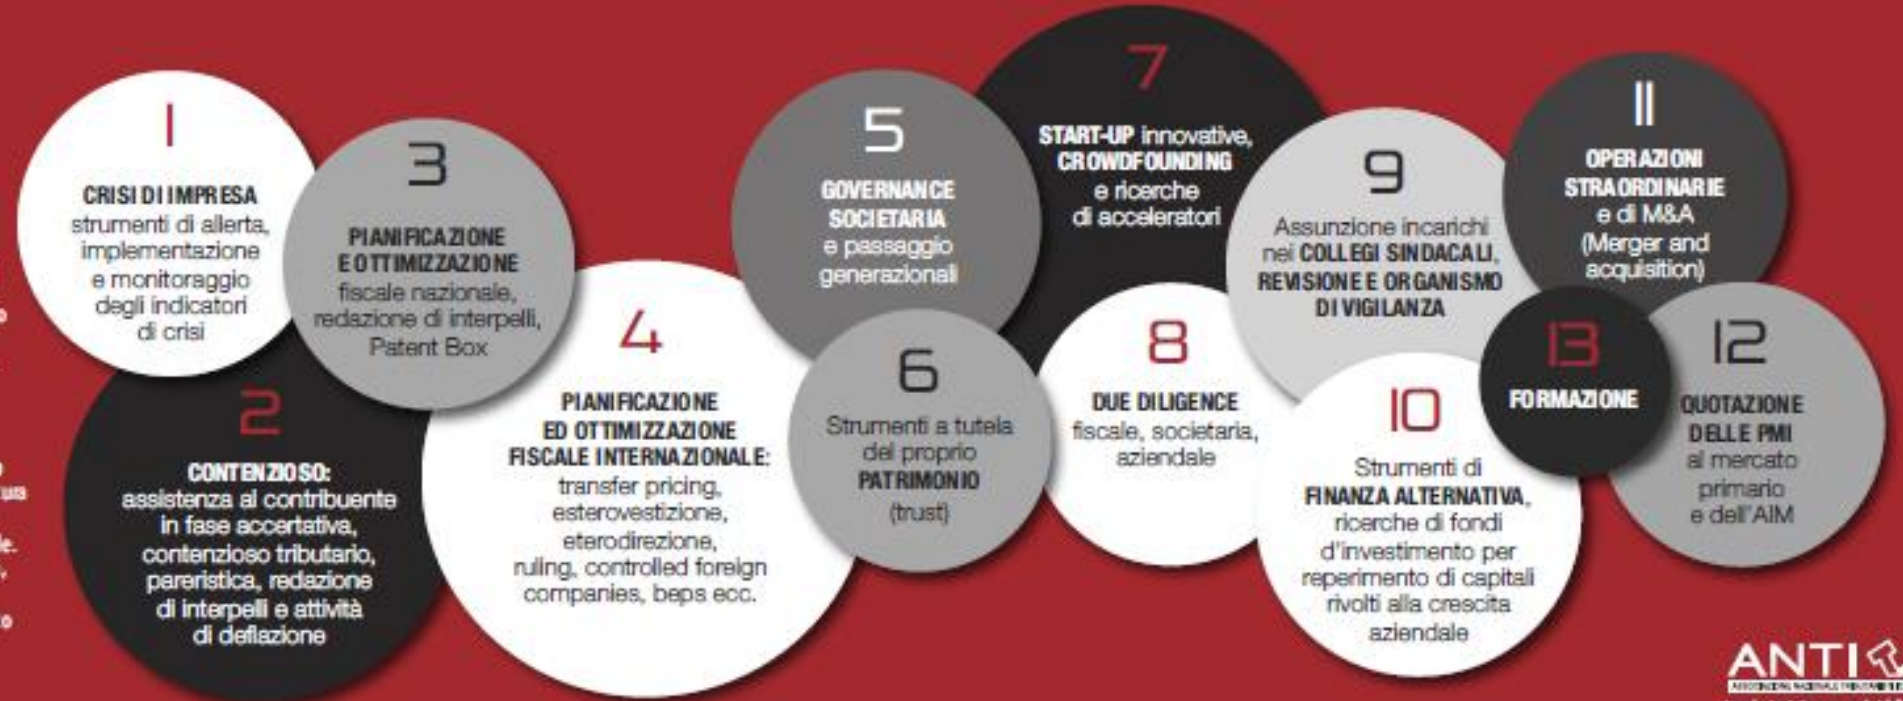 1
CRISI DI IMPRESA
strumenti di allerta,
implementazione
e monitoraggio
degli indicatori
di crisi
2
CONTENZIOSO:
assistenza al contribuente
in fase accertativa,
contenzioso tributario,
pareristica, redazione
di interpelli e attività
di deflazione
3
PIANIFICAZIONE
E OTTIMIZZAZIONE
fiscale nazionale,
redazione di interpelli,
Patent Box
4
PIANIFICAZIONE
ED OTTIMIZZAZIONE
FISCALE INTERNAZIONALE:
transfer pricing,
esterovestizione,
eterodirezione,
ruling, controlled foreign
companies, beps ecc.
5
GOVERNANCE
SOCIETARIA
e passaggio
generazionali
6
Strumenti a tutela
del proprio
PATRIMONIO
(trust)
7
START-UP innovative,
CROWDFOUNDING
e ricerche
di acceleratori
8
DUE DILIGENCE
fiscale, societaria,
aziendale
9
Assunzione incarichi
nei COLLEGI SINDACALI,
REVISIONE E ORGANISMO
DI VIGILANZA
10
Strumenti di
FINANZA ALTERNATIVA,
ricerche di fondi
d'investimento per
reperimento di capitali
rivolti alla crescita
aziendale
11
OPERAZIONI
STRAORDINARIE
e di M&A
(Merger and
acquisition)
12
QUOTAZIONE
DELLE PMI
al mercato
primario
e dell'AIM
13
FORMAZIONE
ANTI